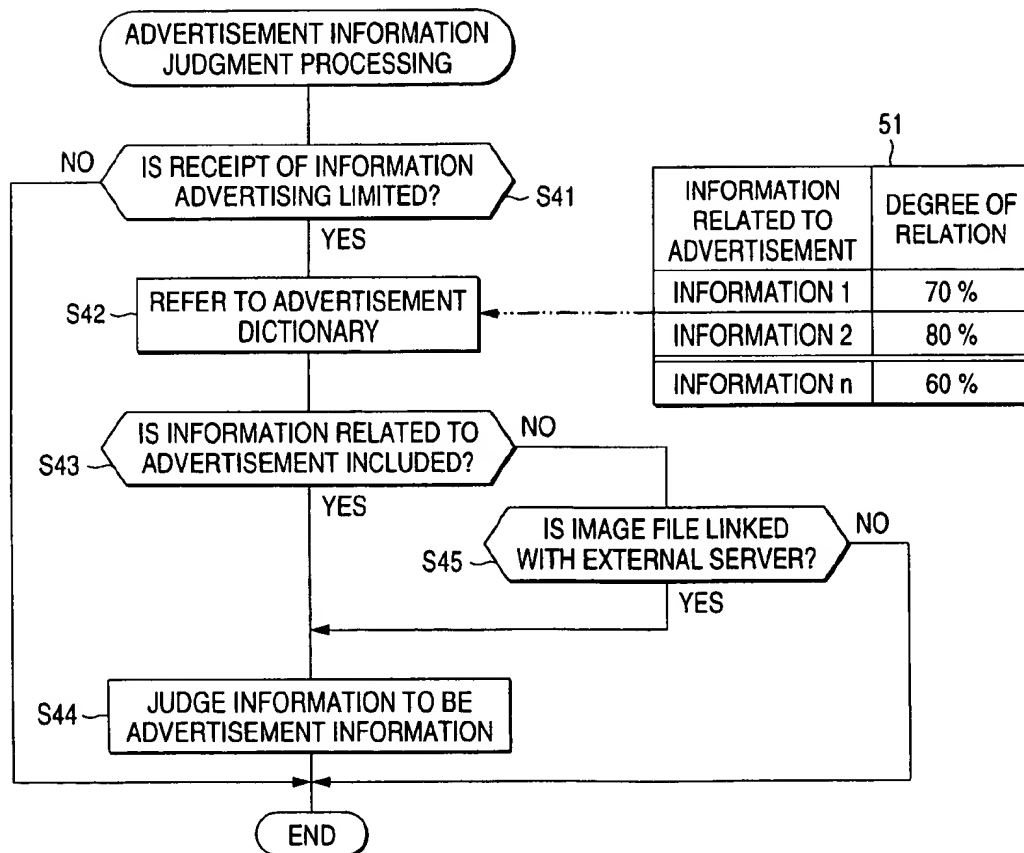 ADVERTISEMENT INFORMATION
JUDGMENT PROCESSING
NO
IS RECEIPT OF INFORMATION
ADVERTISING LIMITED?
S41
YES
S42
REFER TO ADVERTISEMENT
DICTIONARY
51
INFORMATION
RELATED TO
ADVERTISEMENT
DEGREE OF
RELATION
INFORMATION 1
70 %
INFORMATION 2
80 %
INFORMATION n
60 %
S43
IS INFORMATION RELATED TO
ADVERTISEMENT INCLUDED?
NO
YES
S45
IS IMAGE FILE LINKED
WITH EXTERNAL SERVER?
NO
YES
S44
JUDGE INFORMATION TO BE
ADVERTISEMENT INFORMATION
END